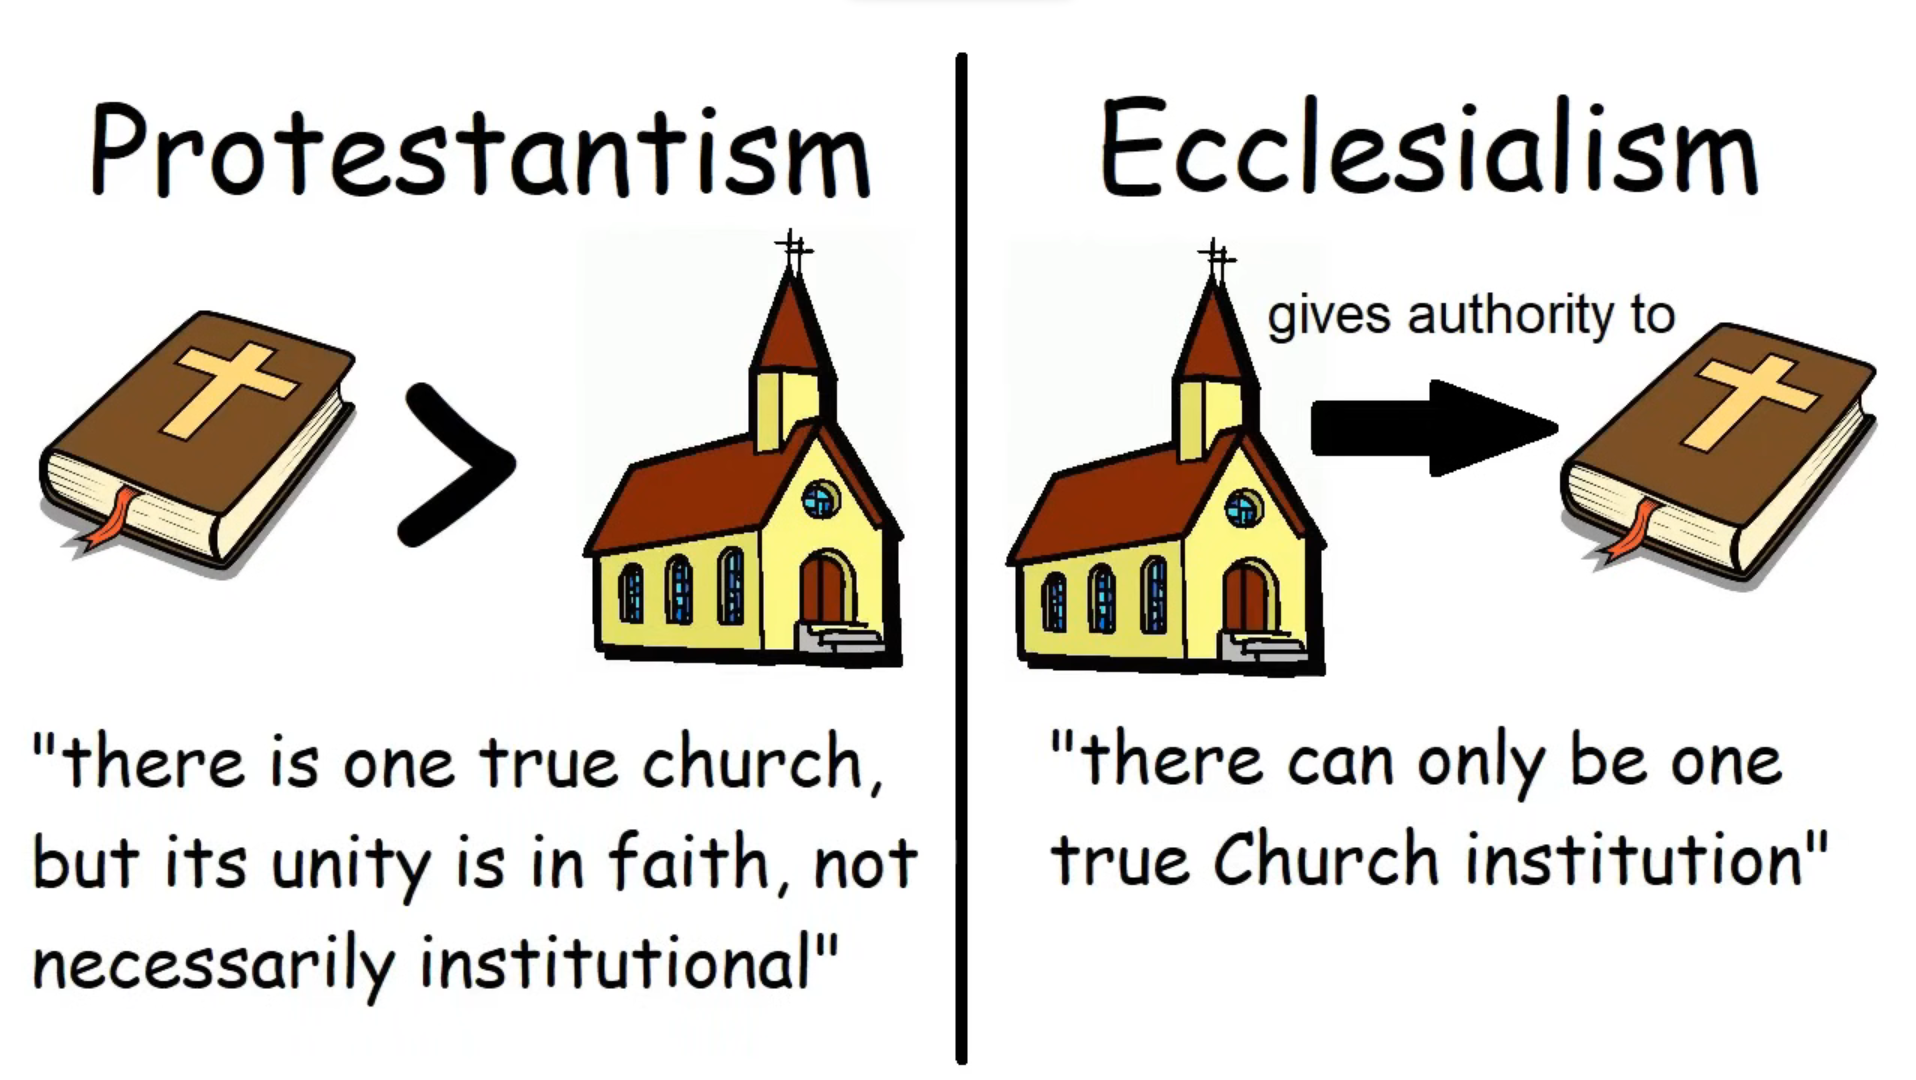 Protestantism
"there is one true church,
but its unity is in faith, not
necessarily institutional"
Ecclesialism
gives authority to
"there can only be one
true Church institution"